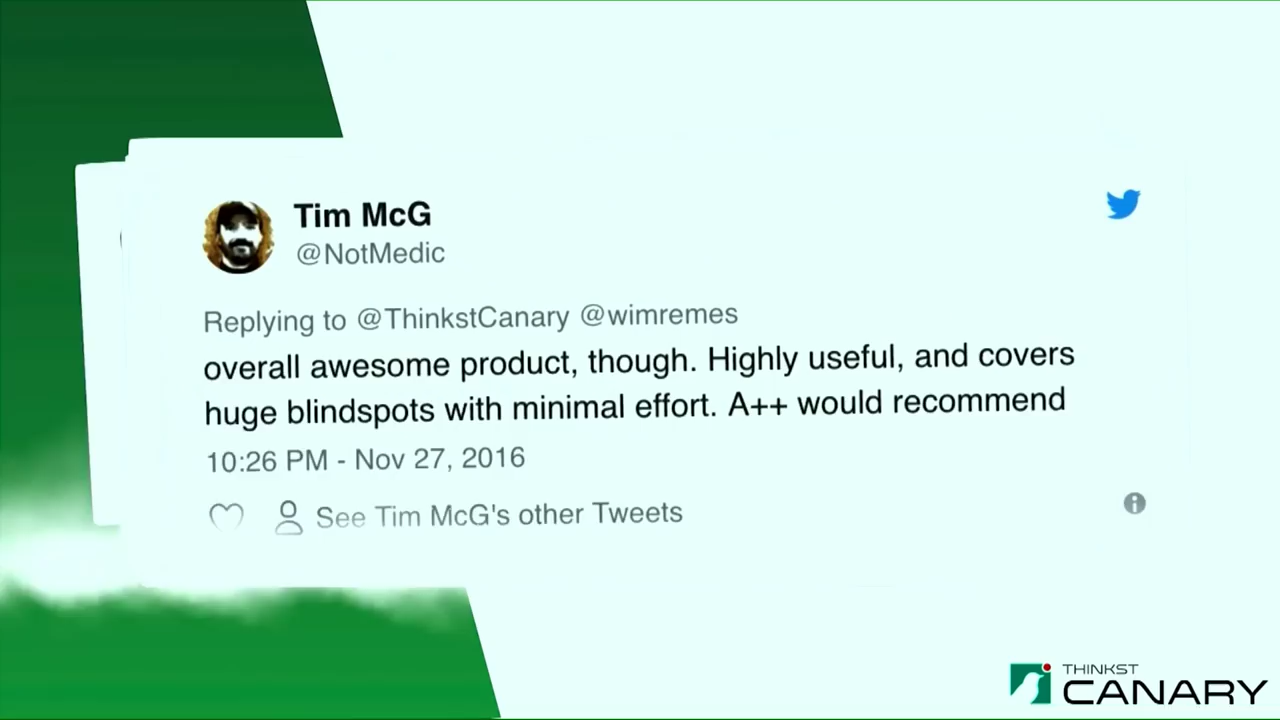 Tim McG
@NotMedic
Replying to @ThinkstCanary @wimremes
overall awesome product, though. Highly useful, and covers
huge blindspots with minimal effort. A++ would recommend
10:26 PM - Nov 27, 2016
See Tim McG's other Tweets
THINKST
CANARY